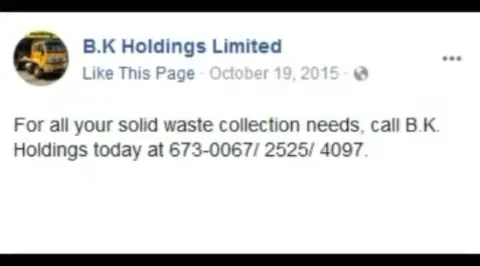 B.K Holdings Limited
Like This Page · October 19, 2015 ·
For all your solid waste collection needs, call B.K.
Holdings today at 673-0067/ 2525/ 4097.